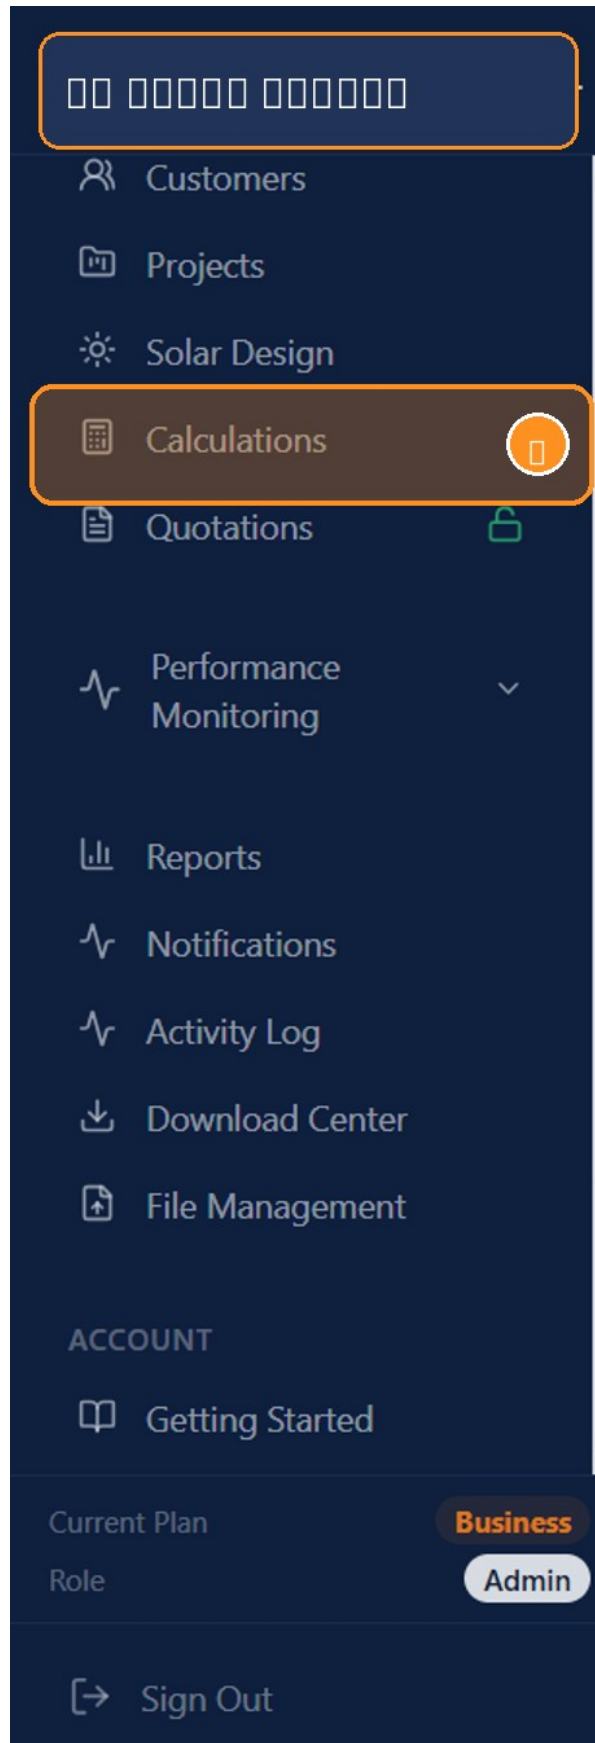 Customers
Projects
Solar Design
Calculations
Quotations
Performance
Monitoring
Reports
Notifications
Activity Log
Download Center
File Management
ACCOUNT
Getting Started
Current Plan Business
Role Admin
Sign Out